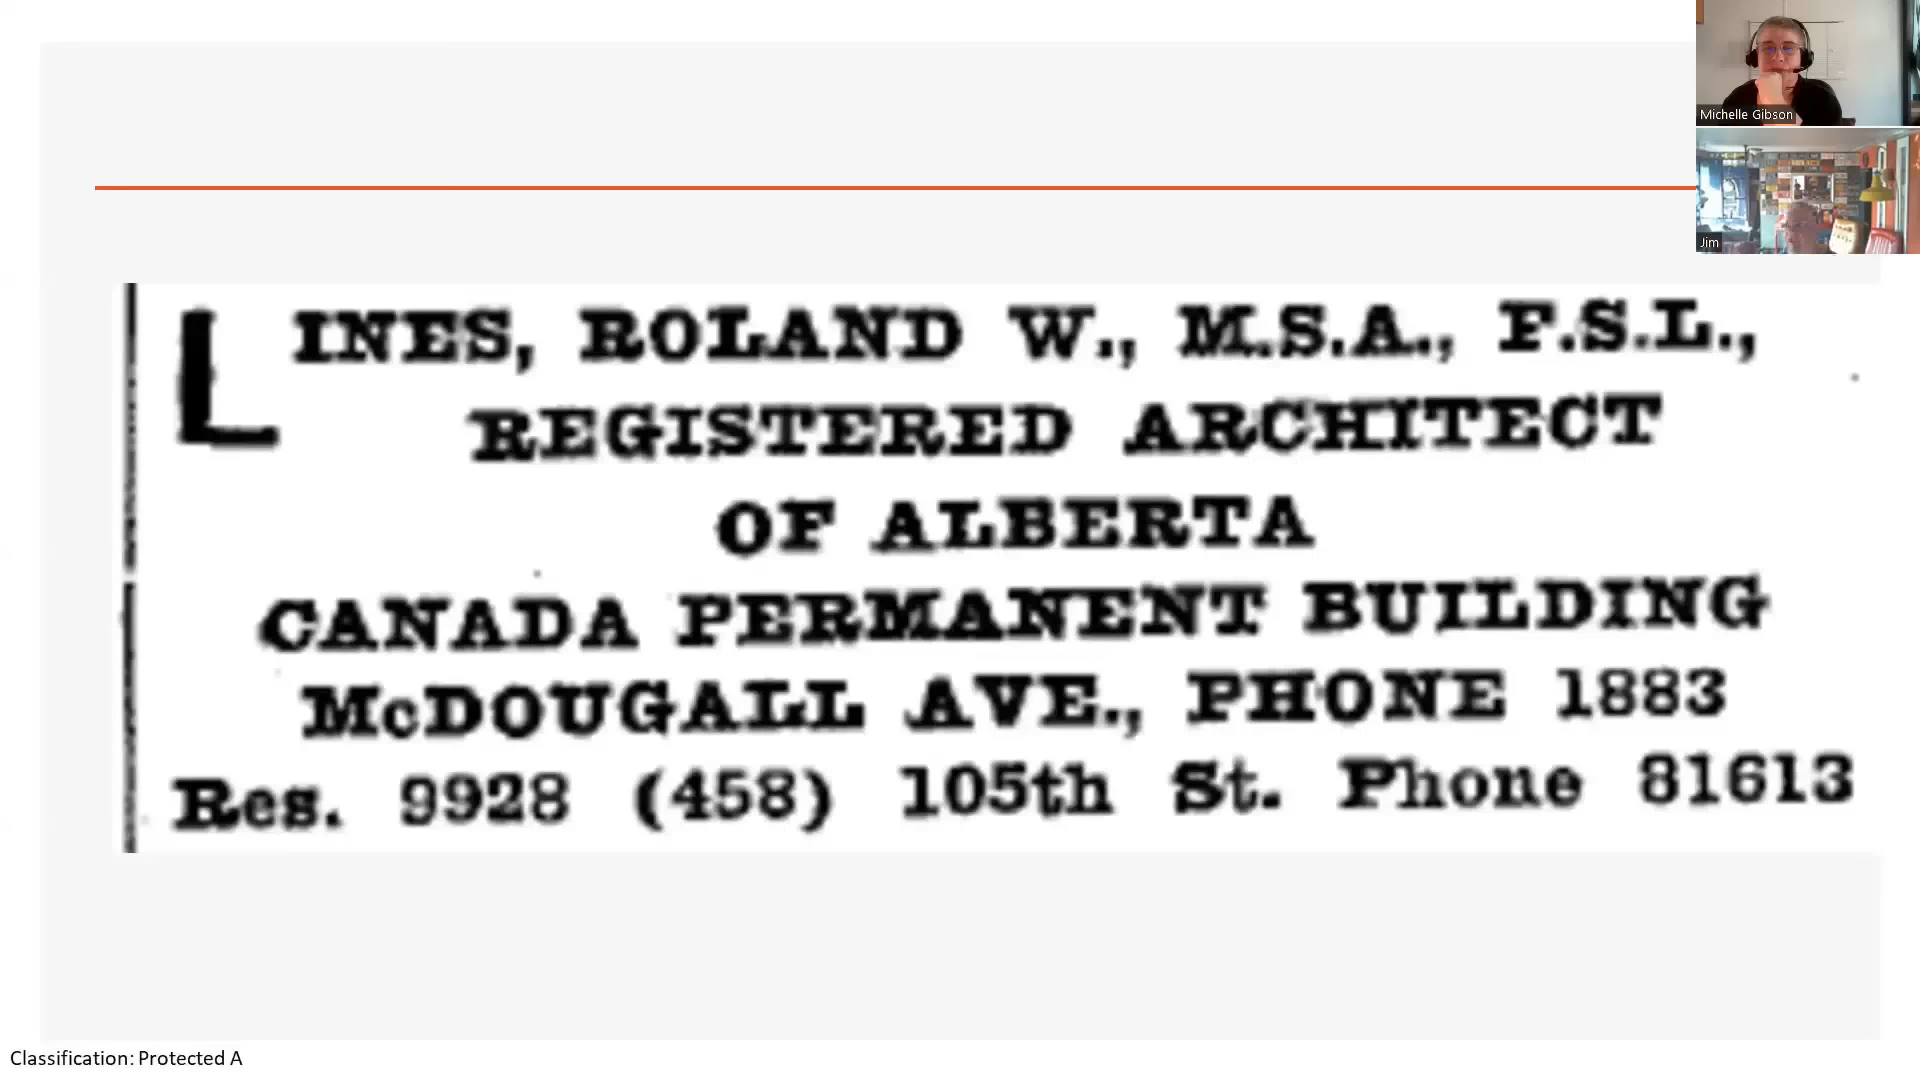 LINES, ROLAND W., M.S.A., F.S.L.,
REGISTERED ARCHITECT
OF ALBERTA
CANADA PERMANENT BUILDING
McDOUGALL AVE., PHONE 1883
Res. 9928 (458) 105th St. Phone 81613
Michelle Gibson
Jim
Classification: Protected A